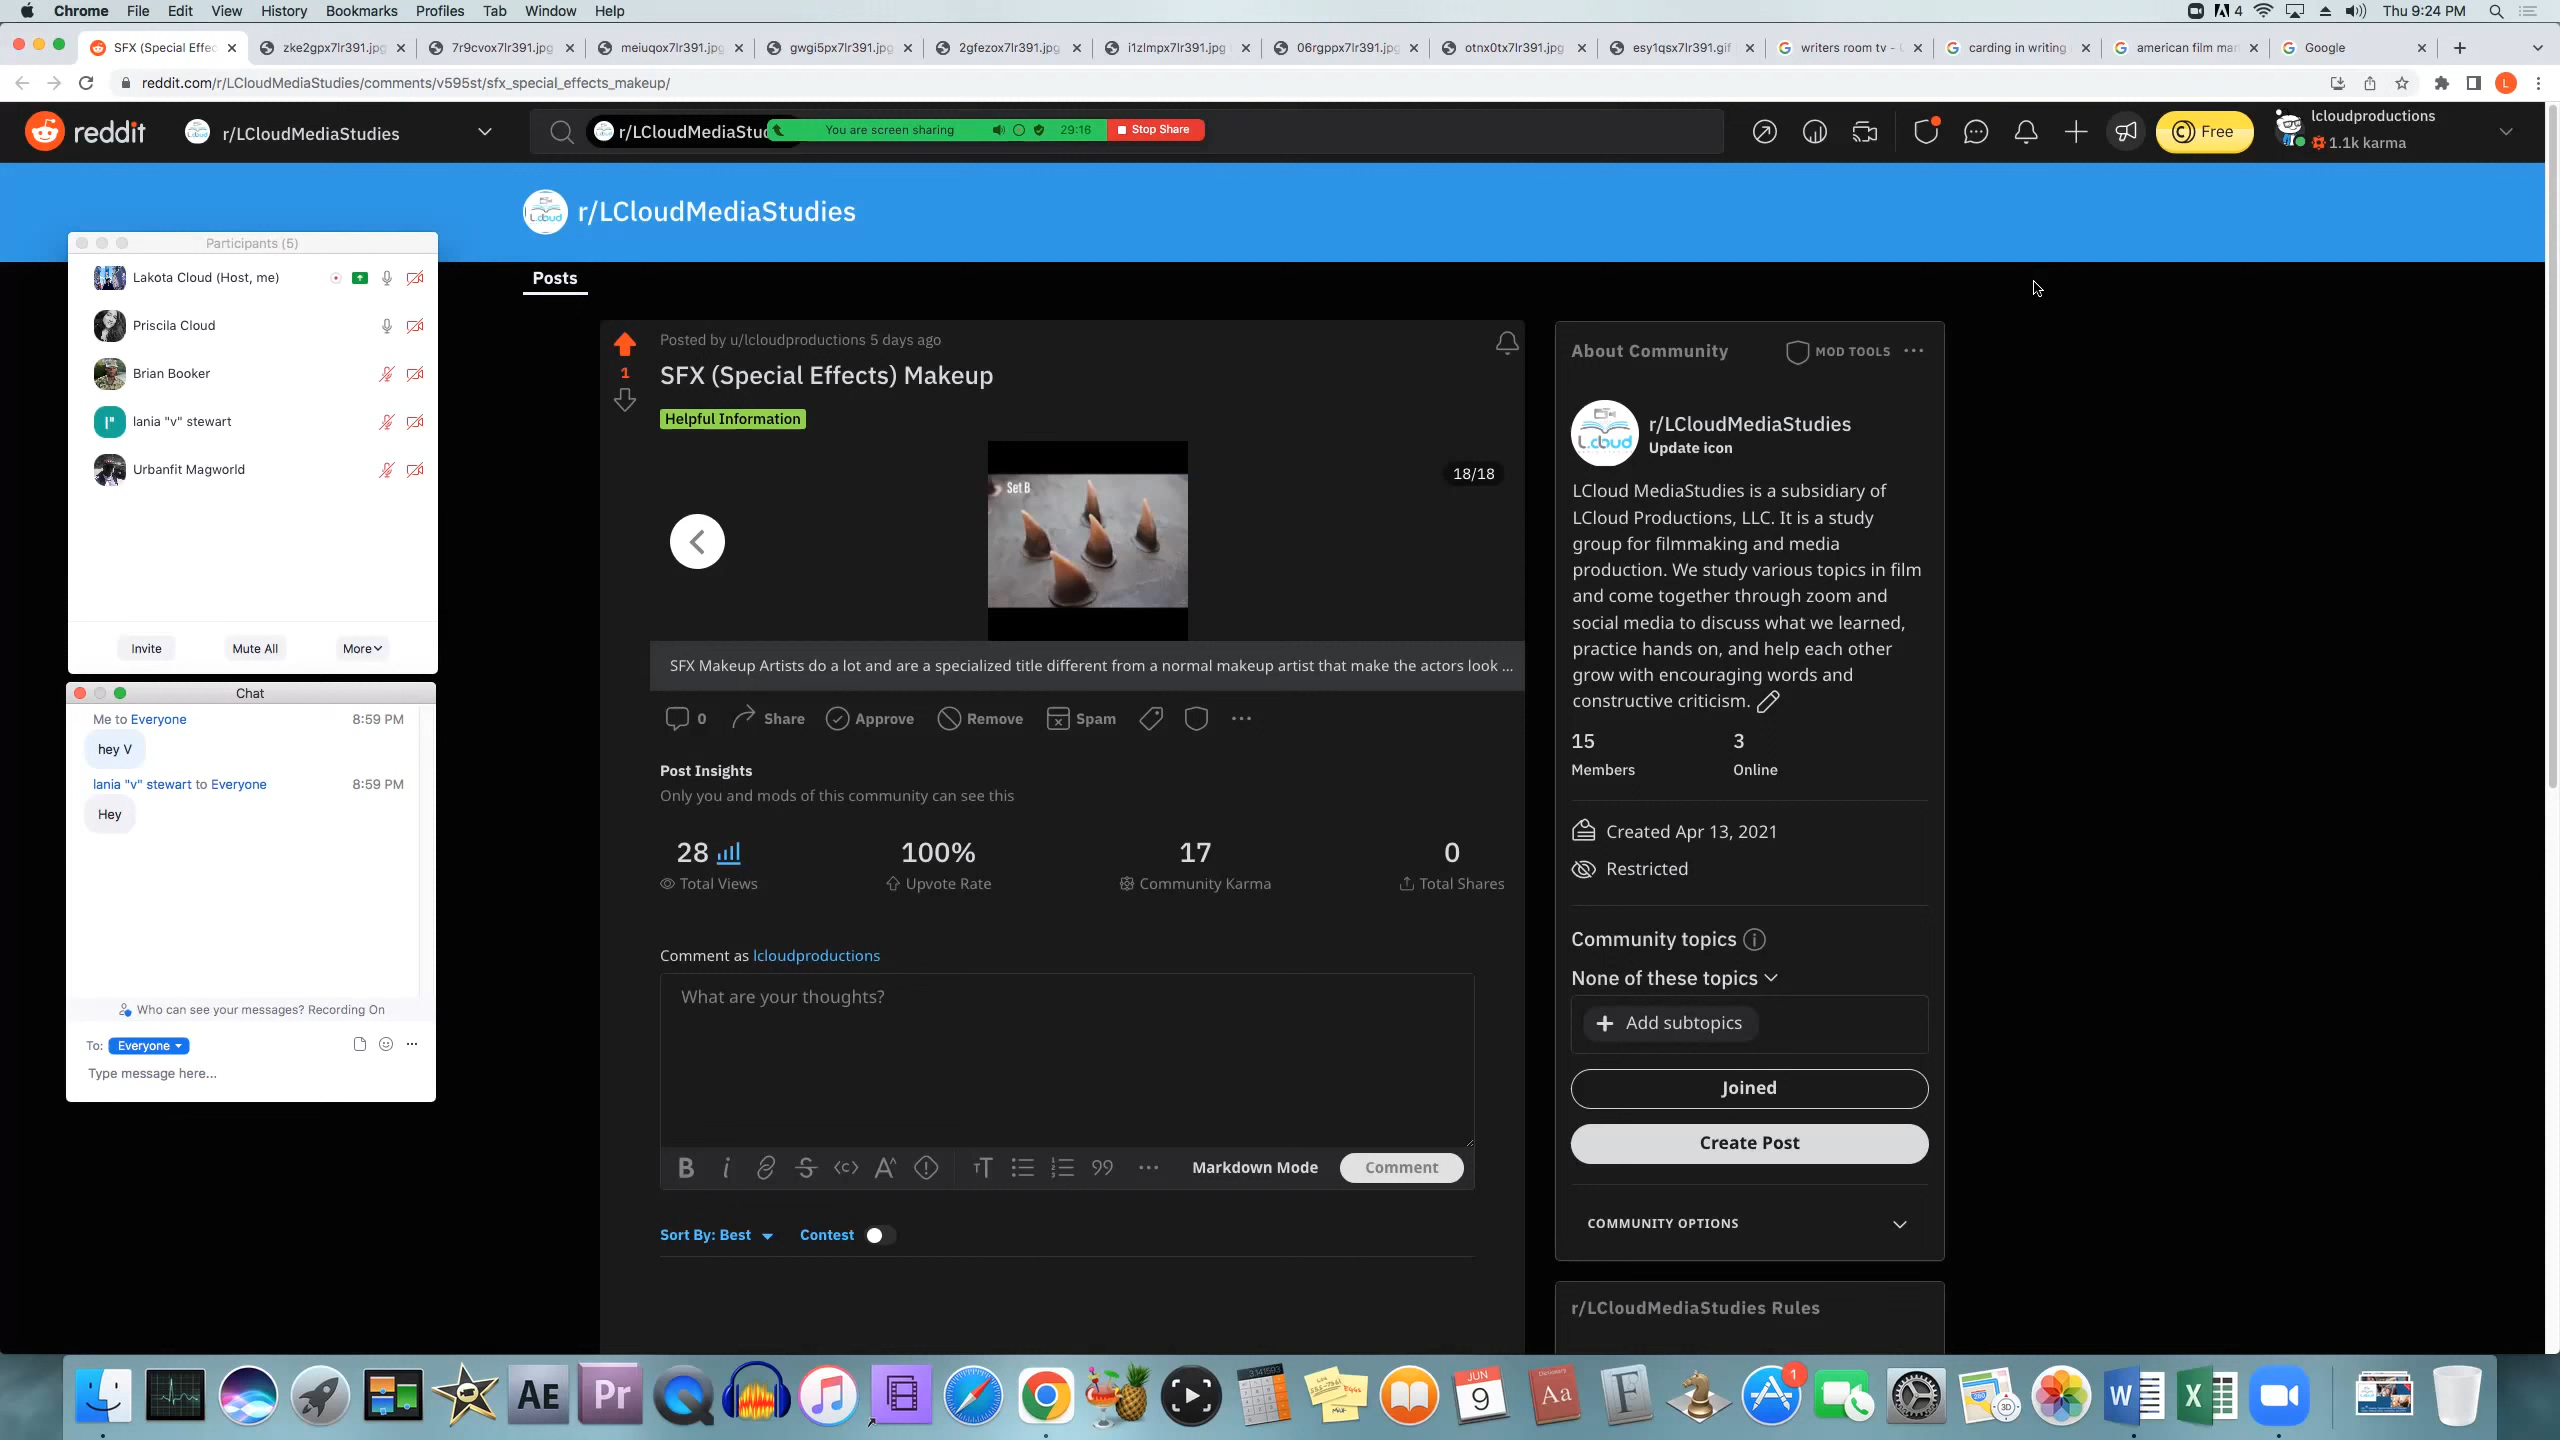 Chrome File Edit View History Bookmarks Profiles Tab Window Help
4 Thu 9:24 PM
SFX (Special Effec
zke2gpx7lr391.jpg
7r9cvox7lr391.jpg
meiuqox7lr391.jpg
gwgi5px7lr391.jpg
2gfezox7lr391.jpg
i1zlmpx7lr391.jpg
06rgppx7lr391.jpg
otnx0tx7lr391.jpg
esy1qsx7lr391.gif
writers room tv -
carding in writing
american film mar
Google
reddit.com/r/LCloudMediaStudies/comments/v595st/sfx_special_effects_makeup/
L
reddit
r/LCloudMediaStudies
r/LCloudMediaStud
You are screen sharing
29:16
Stop Share
Free
lcloudproductions
1.1k karma
r/LCloudMediaStudies
Posts
Participants (5)
Lakota Cloud (Host, me)
Priscila Cloud
Brian Booker
l"
lania "v" stewart
Urbanfit Magworld
Invite
Mute All
More
Chat
Me to Everyone 8:59 PM
hey V
lania "v" stewart to Everyone 8:59 PM
Hey
Who can see your messages? Recording On
To: Everyone
Type message here...
Posted by u/lcloudproductions 5 days ago
1
SFX (Special Effects) Makeup
Helpful Information
Set B
18/18
SFX Makeup Artists do a lot and are a specialized title different from a normal makeup artist that make the actors look ...
0
Share
Approve
Remove
Spam
Post Insights
Only you and mods of this community can see this
28 100% 17 0
Total Views Upvote Rate Community Karma Total Shares
Comment as lcloudproductions
What are your thoughts?
Markdown Mode
Comment
Sort By: Best
Contest
About Community
MOD TOOLS
L.cloud
r/LCloudMediaStudies
Update icon
LCloud MediaStudies is a subsidiary of
LCloud Productions, LLC. It is a study
group for filmmaking and media
production. We study various topics in film
and come together through zoom and
social media to discuss what we learned,
practice hands on, and help each other
grow with encouraging words and
constructive criticism.
15 3
Members Online
Created Apr 13, 2021
Restricted
Community topics
None of these topics
Add subtopics
Joined
Create Post
COMMUNITY OPTIONS
r/LCloudMediaStudies Rules
AE
Pr
JUN
9
Dictionary
Aa
F
1
280
3D
W
X